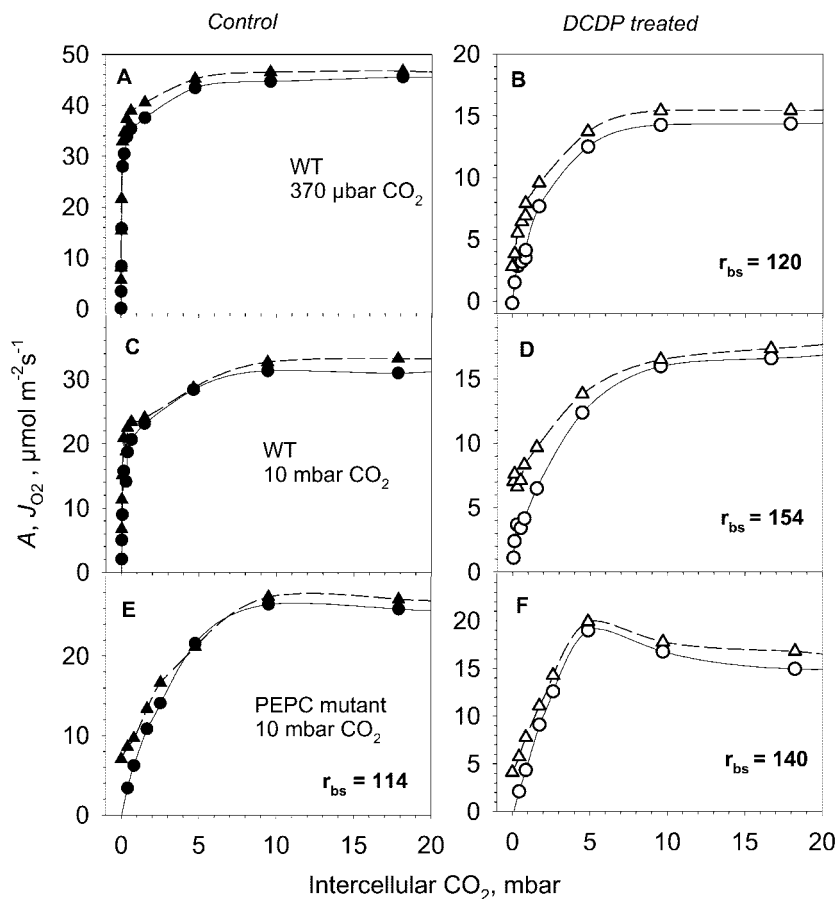 Control
DCDP treated
A
WT
370 μbar CO2
50
40
30
20
10
0
B
rbs = 120
20
15
10
5
0
C
WT
10 mbar CO2
30
20
10
0
D
rbs = 154
15
10
5
0
E
PEPC mutant
10 mbar CO2
rbs = 114
20
10
0
F
rbs = 140
20
15
10
5
0
A, JO2 , μmol m−2s−1
0 5 10 15 20
0 5 10 15 20
Intercellular CO2, mbar